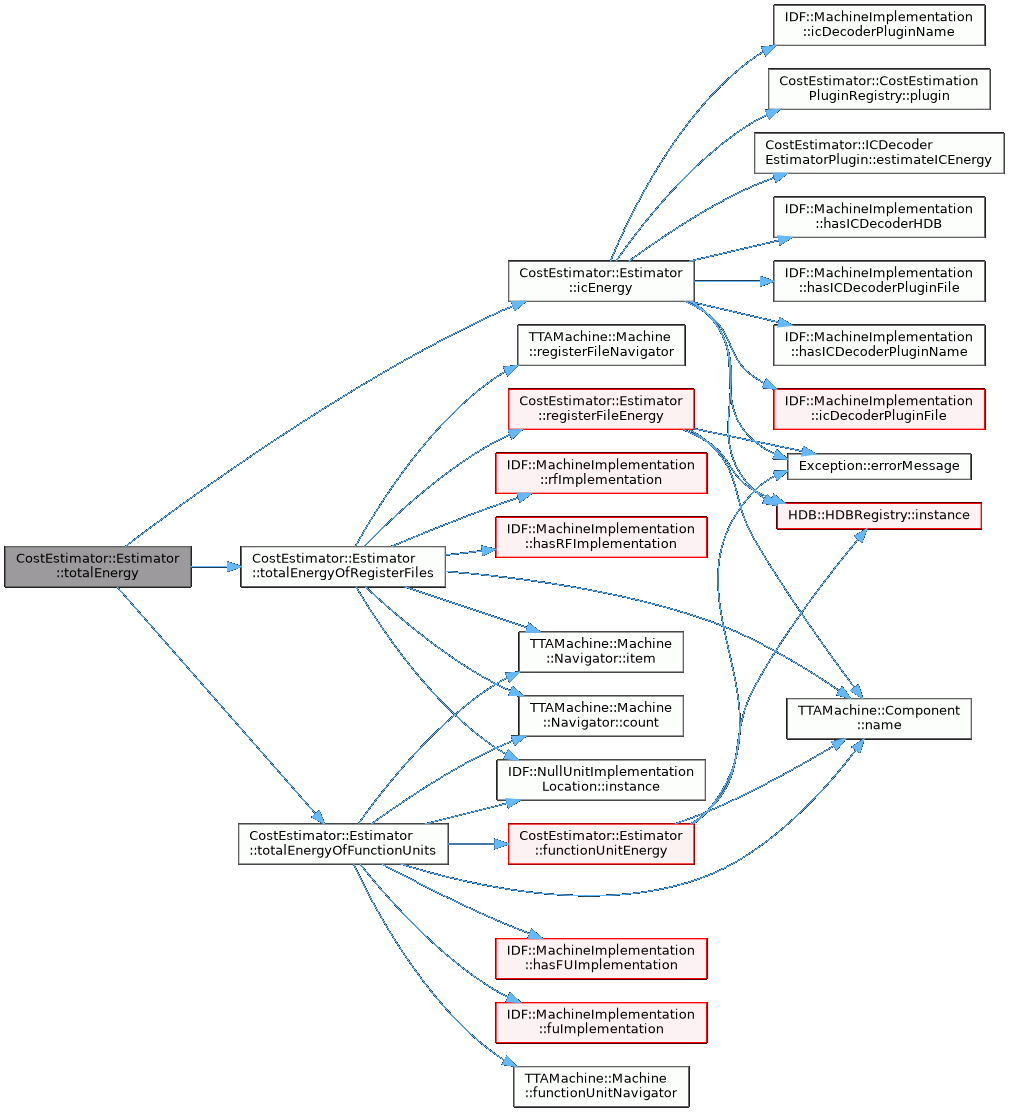 IDF::MachineImplementation
::icDecoderPluginName
CostEstimator::CostEstimation
PluginRegistry::plugin
CostEstimator::ICDecoder
EstimatorPlugin::estimateICEnergy
IDF::MachineImplementation
::hasICDecoderHDB
CostEstimator::Estimator
::icEnergy
IDF::MachineImplementation
::hasICDecoderPluginFile
TTAMachine::Machine
::registerFileNavigator
IDF::MachineImplementation
::hasICDecoderPluginName
CostEstimator::Estimator
::registerFileEnergy
IDF::MachineImplementation
::icDecoderPluginFile
IDF::MachineImplementation
::rfImplementation
Exception::errorMessage
IDF::MachineImplementation
::hasRFImplementation
HDB::HDBRegistry::instance
CostEstimator::Estimator
::totalEnergy
CostEstimator::Estimator
::totalEnergyOfRegisterFiles
TTAMachine::Machine
::Navigator::item
TTAMachine::Machine
::Navigator::count
TTAMachine::Component
::name
IDF::NullUnitImplementation
Location::instance
CostEstimator::Estimator
::totalEnergyOfFunctionUnits
CostEstimator::Estimator
::functionUnitEnergy
IDF::MachineImplementation
::hasFUImplementation
IDF::MachineImplementation
::fuImplementation
TTAMachine::Machine
::functionUnitNavigator